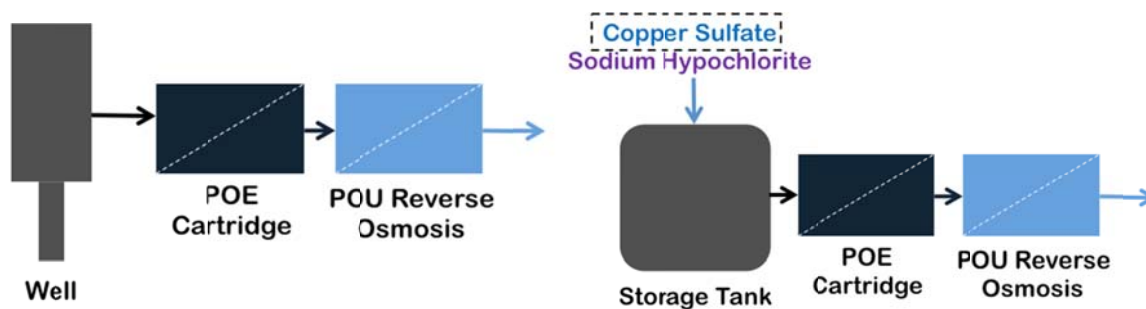 Copper Sulfate
Sodium Hypochlorite
POE
Cartridge
POU Reverse
Osmosis
Well
Storage Tank
POE
Cartridge
POU Reverse
Osmosis